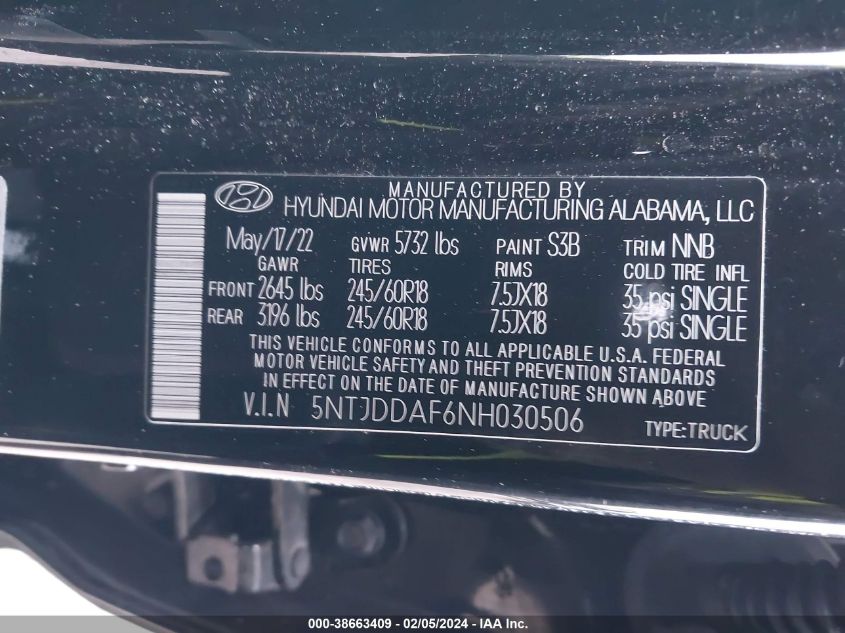 MANUFACTURED BY
HYUNDAI MOTOR MANUFACTURING ALABAMA, LLC
May/17/22 GVWR 5732 lbs PAINT S3B TRIM NNB
GAWR TIRES RIMS COLD TIRE INFL
FRONT 2645 lbs 245/60R18 7.5JX18 35 psi SINGLE
REAR 3196 lbs 245/60R18 7.5JX18 35 psi SINGLE
THIS VEHICLE CONFORMS TO ALL APPLICABLE U.S.A. FEDERAL
MOTOR VEHICLE SAFETY AND THEFT PREVENTION STANDARDS
IN EFFECT ON THE DATE OF MANUFACTURE SHOWN ABOVE
V.I.N 5NTJDDAF6NH030506 TYPE:TRUCK
000-38663409 - 02/05/2024 - IAAI.com